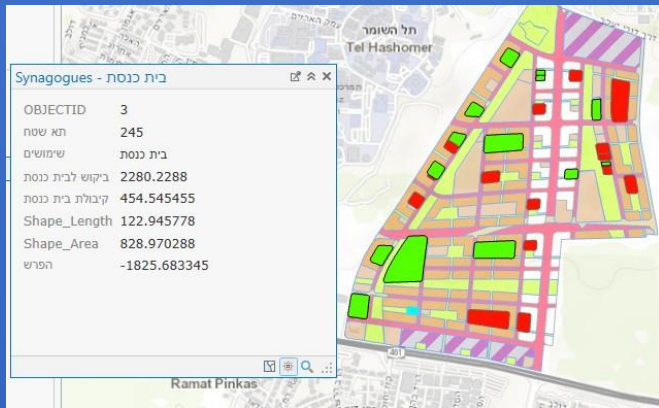 תל השומר
Tel Hashomer
Synagogues - בית כנסת
OBJECTID 3
תא שטח 245
שימושים בית כנסת
ביקוש לבית כנסת 2280.2288
קיבולת בית כנסת 454.545455
Shape_Length 122.945778
Shape_Area 828.970288
הפרש -1825.683345
401
Ramat Pinkas